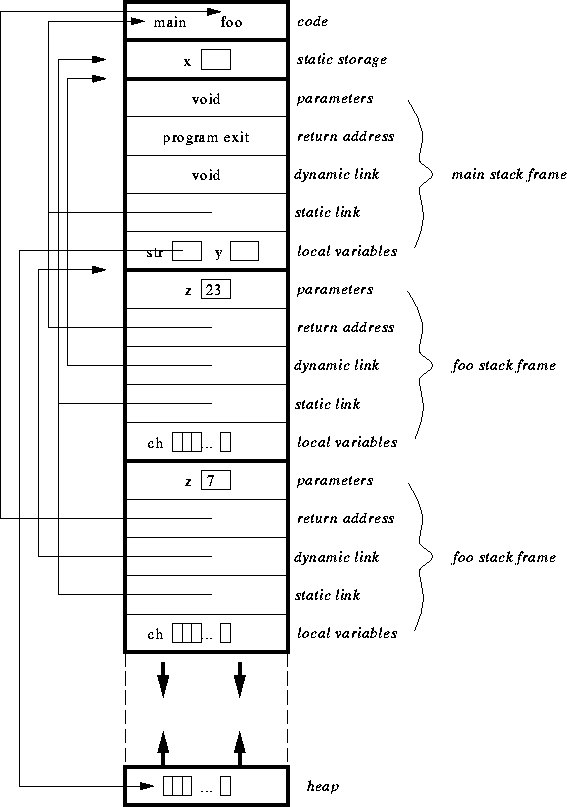 main foo code
x static storage
void parameters
program exit return address
void dynamic link main stack frame
static link
str y local variables
z 23 parameters
return address
dynamic link foo stack frame
static link
ch ... local variables
z 7 parameters
return address
dynamic link foo stack frame
static link
ch ... local variables
... heap